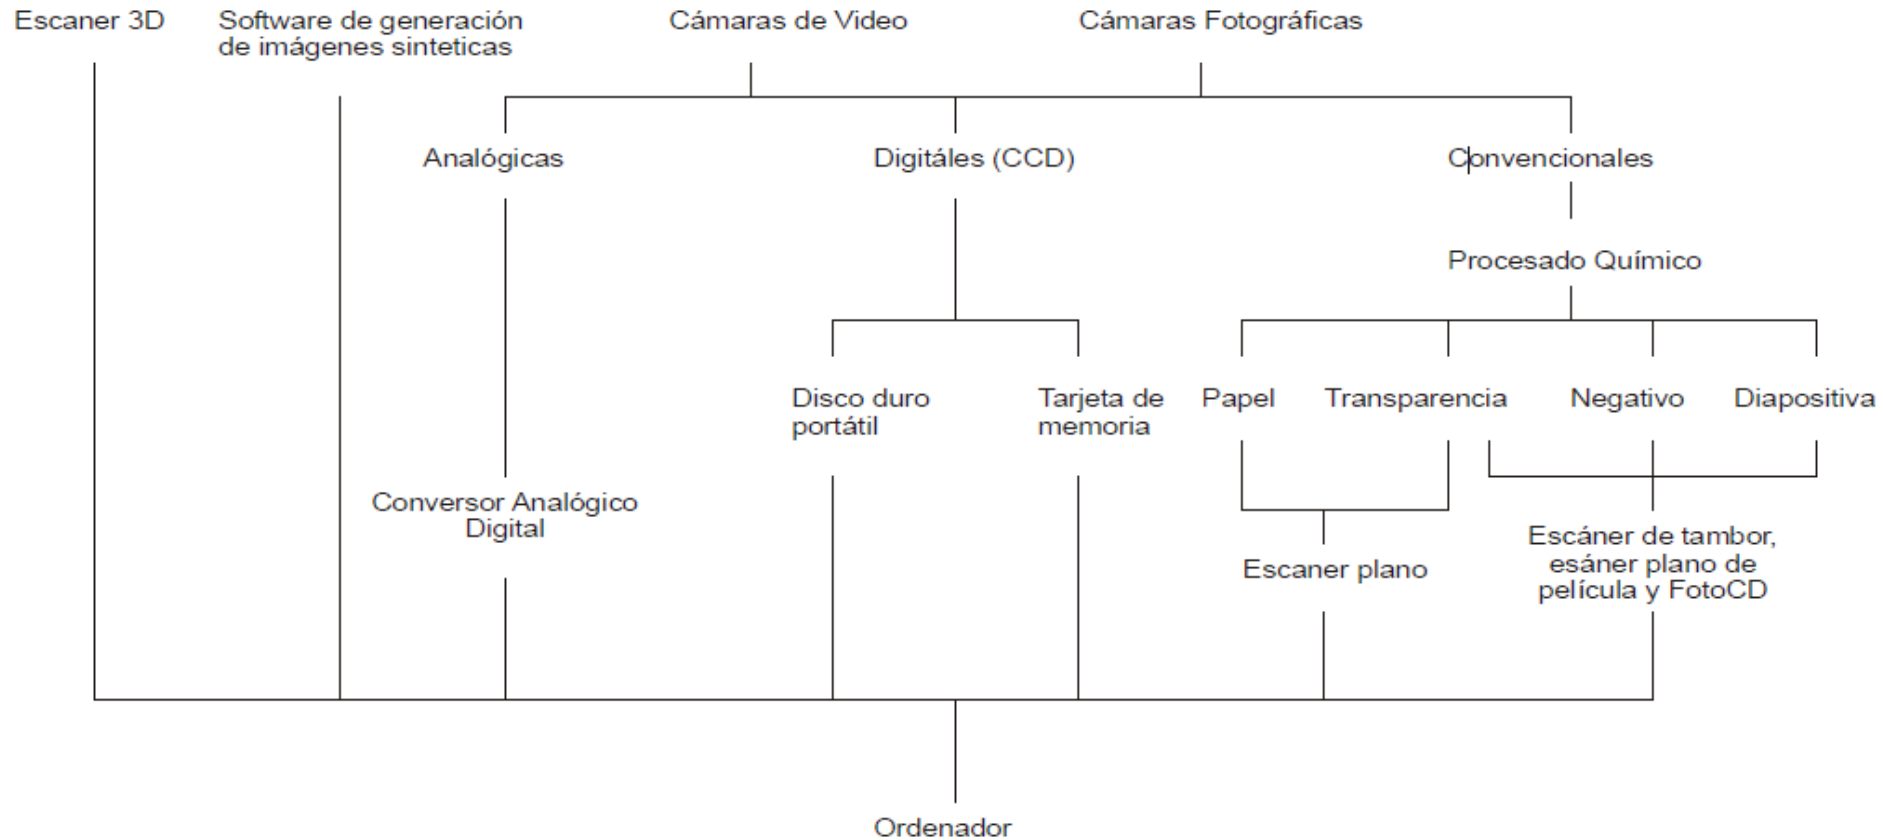 Escaner 3D
Software de generación
de imágenes sinteticas
Cámaras de Video
Cámaras Fotográficas
Analógicas
Digitáles (CCD)
Convencionales
Procesado Químico
Disco duro
portátil
Tarjeta de
memoria
Papel
Transparencia
Negativo
Diapositiva
Conversor Analógico
Digital
Escaner plano
Escáner de tambor,
esáner plano de
película y FotoCD
Ordenador